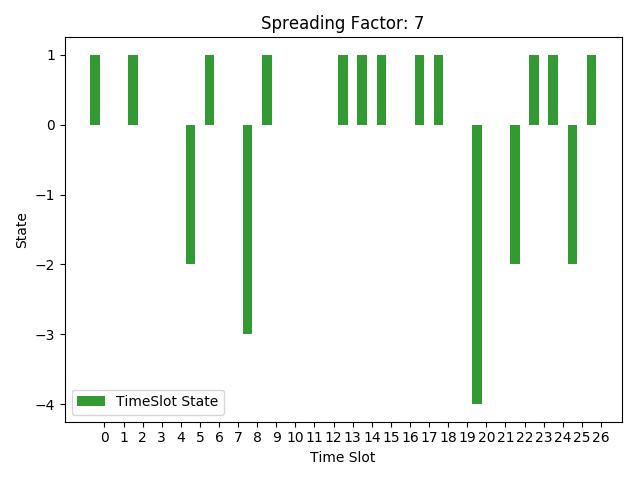 Spreading Factor: 7
1
0
−1
−2
−3
−4
State
TimeSlot State
0 1 2 3 4 5 6 7 8 9 10 11 12 13 14 15 16 17 18 19 20 21 22 23 24 25 26
Time Slot